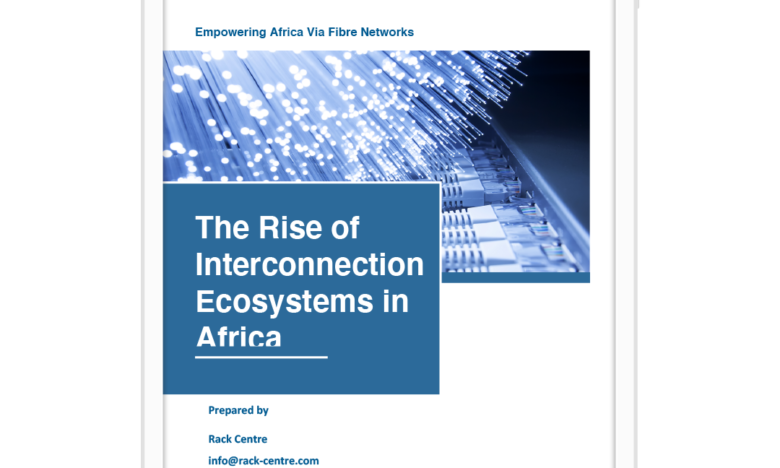 Empowering Africa Via Fibre Networks
The Rise of
Interconnection
Ecosystems in
Africa
Prepared by
Rack Centre
info@rack-centre.com